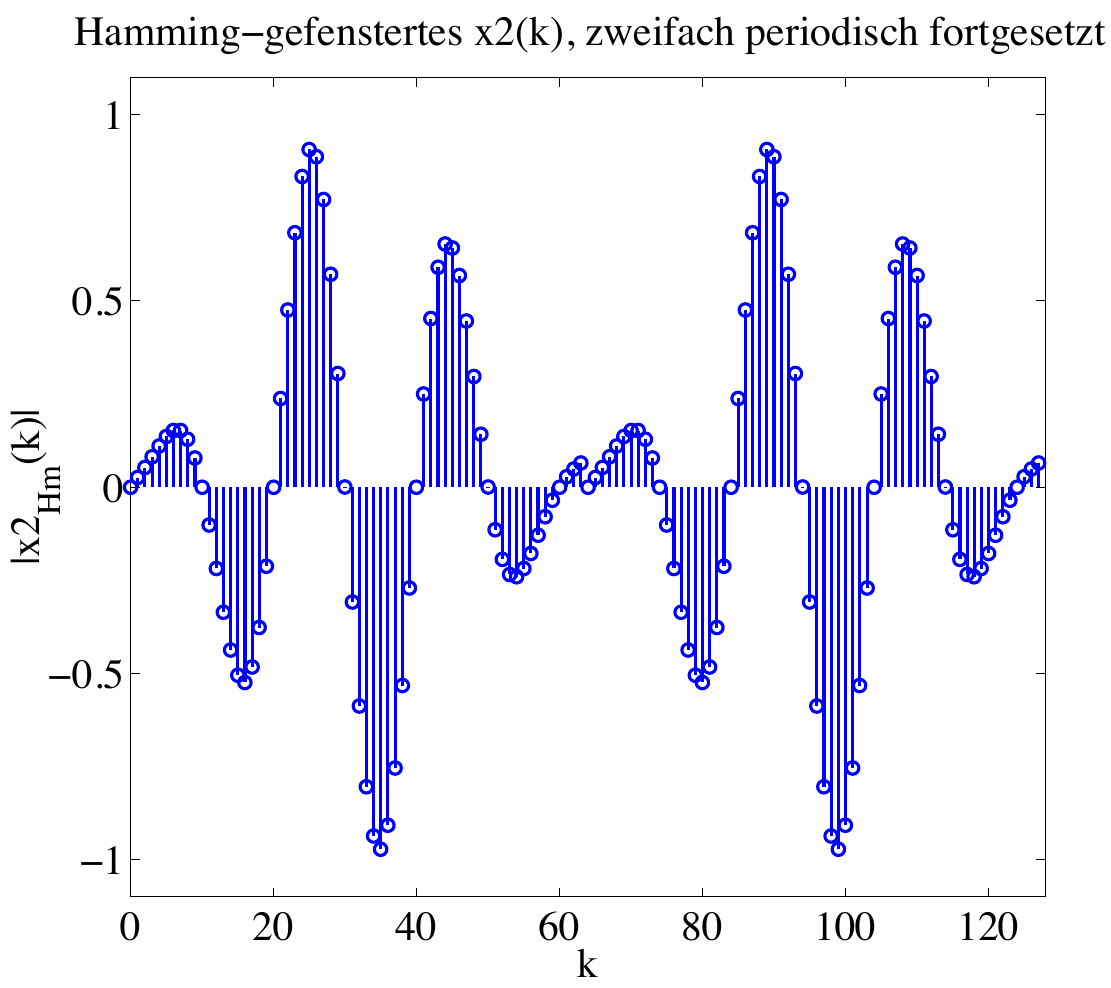 Hamming−gefenstertes x2(k), zweifach periodisch fortgesetzt
1
0.5
0
−0.5
−1
|x2Hm(k)|
0 20 40 60 80 100 120
k